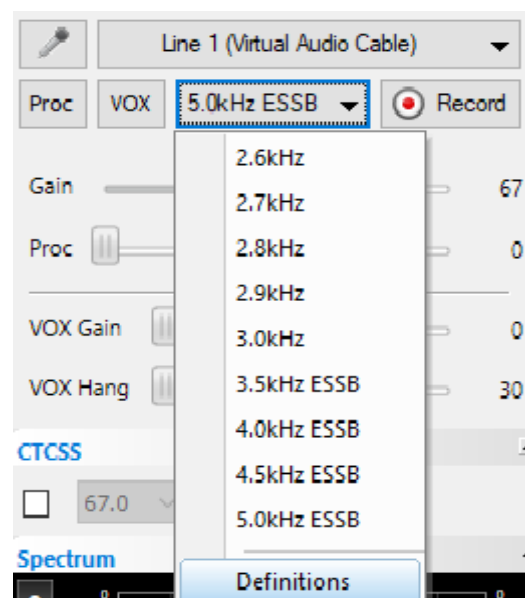 Line 1 (Virtual Audio Cable)
Proc VOX 5.0kHz ESSB Record
2.6kHz
Gain 67
2.7kHz
Proc 2.8kHz 0
2.9kHz
VOX Gain 3.0kHz 0
VOX Hang 3.5kHz ESSB 30
4.0kHz ESSB
CTCSS
4.5kHz ESSB
67.0
5.0kHz ESSB
Spectrum
Definitions